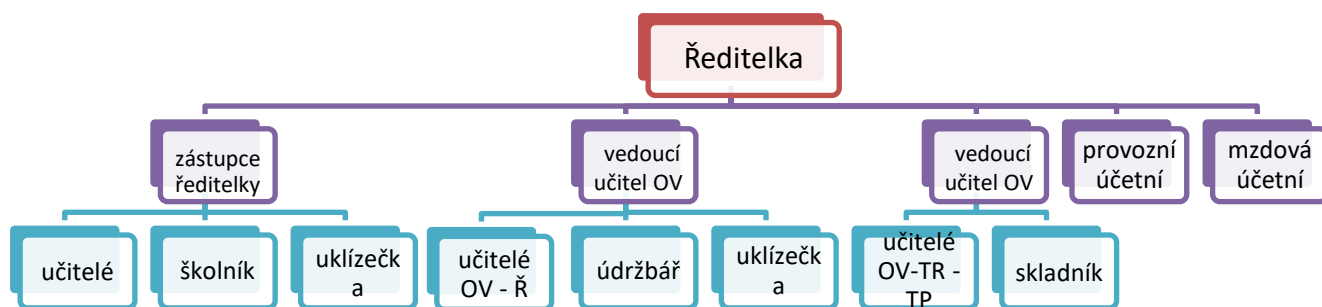 Ředitelka
zástupce
ředitelky
vedoucí
učitel OV
vedoucí
učitel OV
provozní
účetní
mzdová
účetní
učitelé
školník
uklízečk
a
učitelé
OV - Ř
údržbář
uklízečk
a
učitelé
OV-TR -
TP
skladník